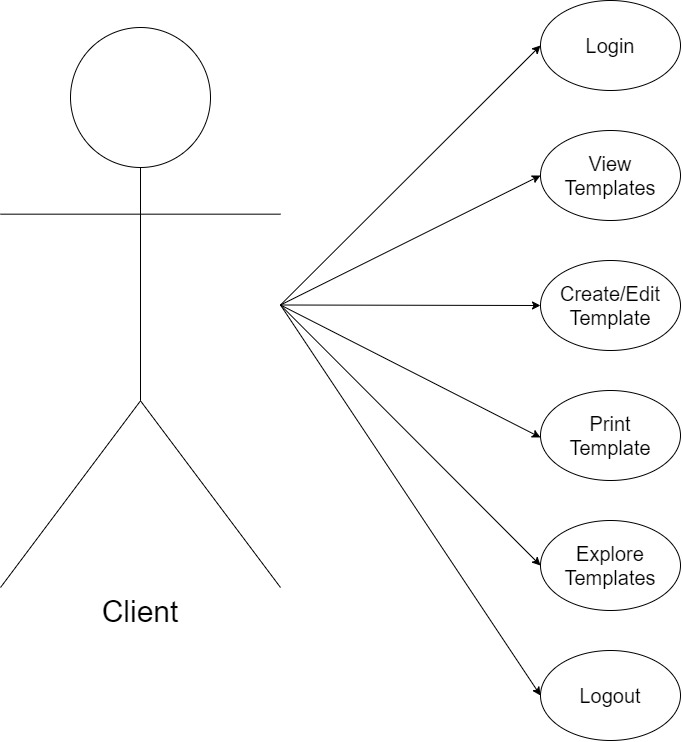 Login
View
Templates
Create/Edit
Template
Print
Template
Explore
Templates
Logout
Client